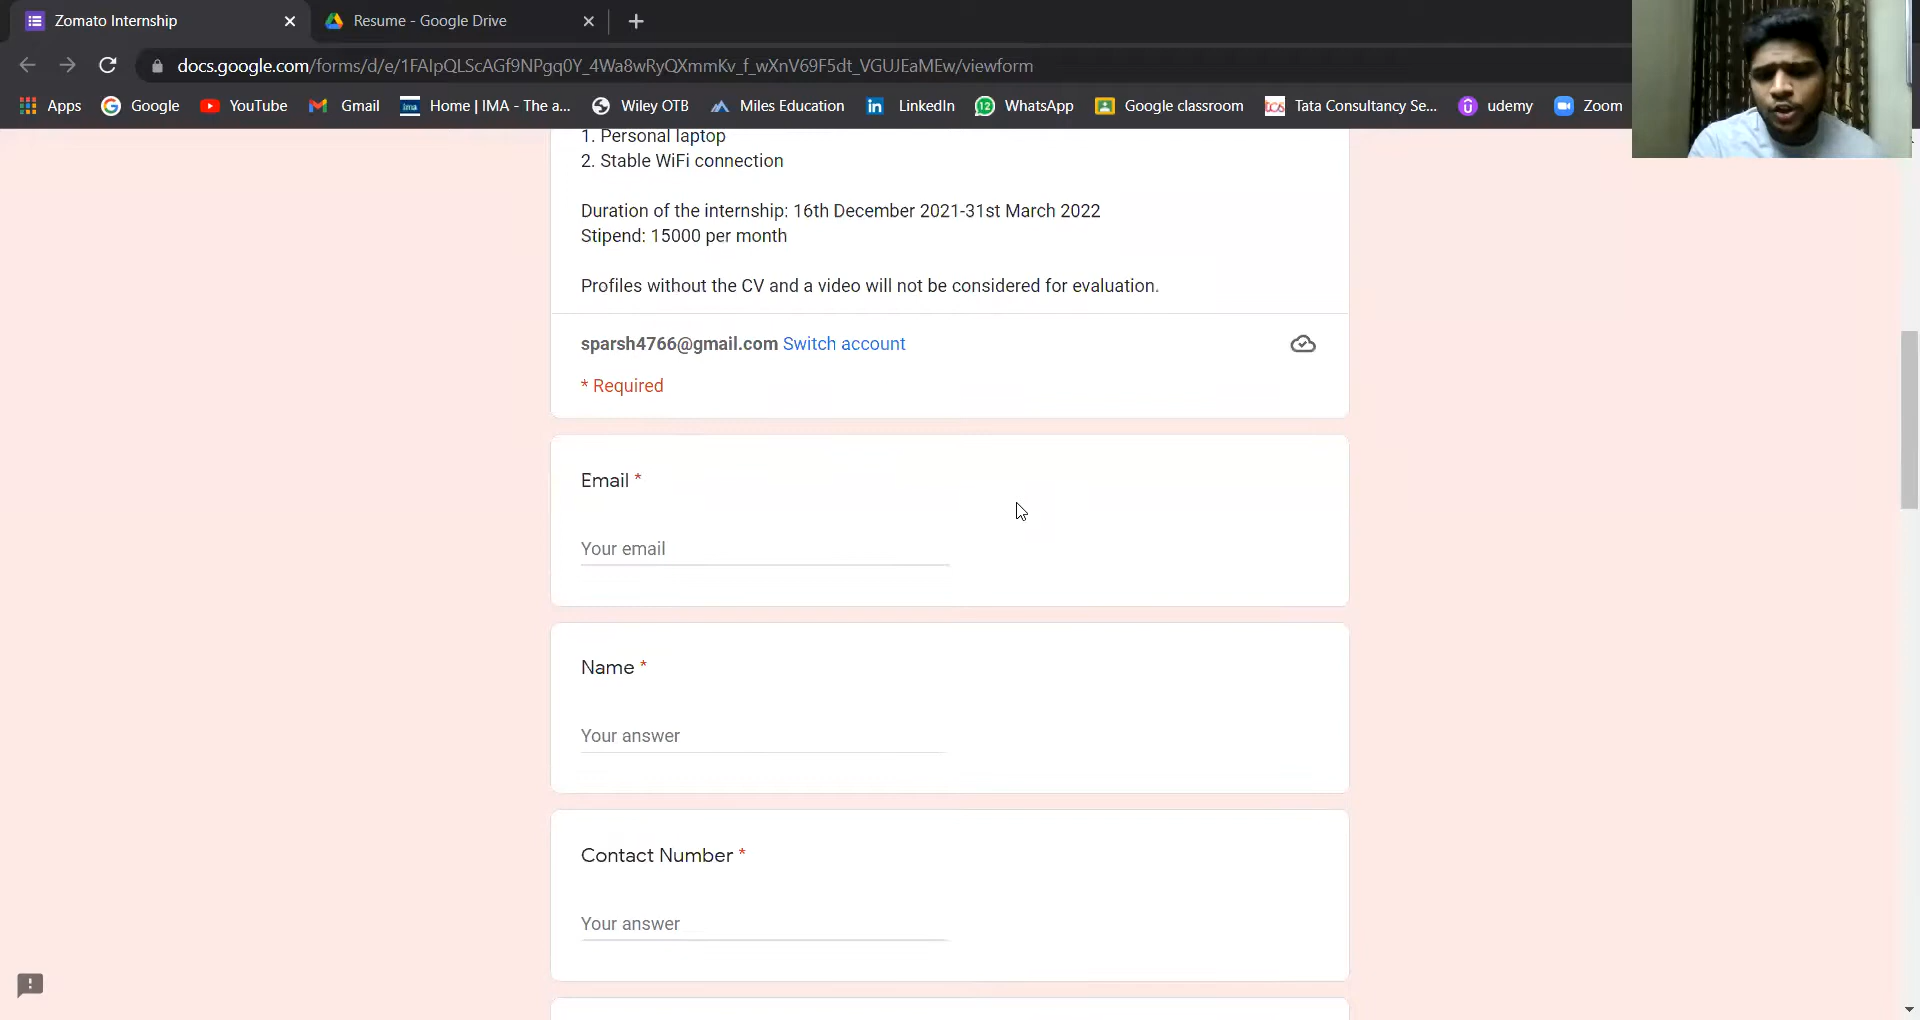 Zomato Internship
Resume - Google Drive
docs.google.com/forms/d/e/1FAIpQLScAGf9NPgq0Y_4Wa8wRyQXmmKv_f_wXnV69F5dt_VGUJEaMEw/viewform
Apps
Google
YouTube
Gmail
ima
Home | IMA - The a...
Wiley OTB
Miles Education
in
LinkedIn
12
WhatsApp
Google classroom
tcs
Tata Consultancy Se...
udemy
Zoom
1. Personal laptop
2. Stable WiFi connection
Duration of the internship: 16th December 2021-31st March 2022
Stipend: 15000 per month
Profiles without the CV and a video will not be considered for evaluation.
sparsh4766@gmail.com Switch account
* Required
Email *
Your email
Name *
Your answer
Contact Number *
Your answer